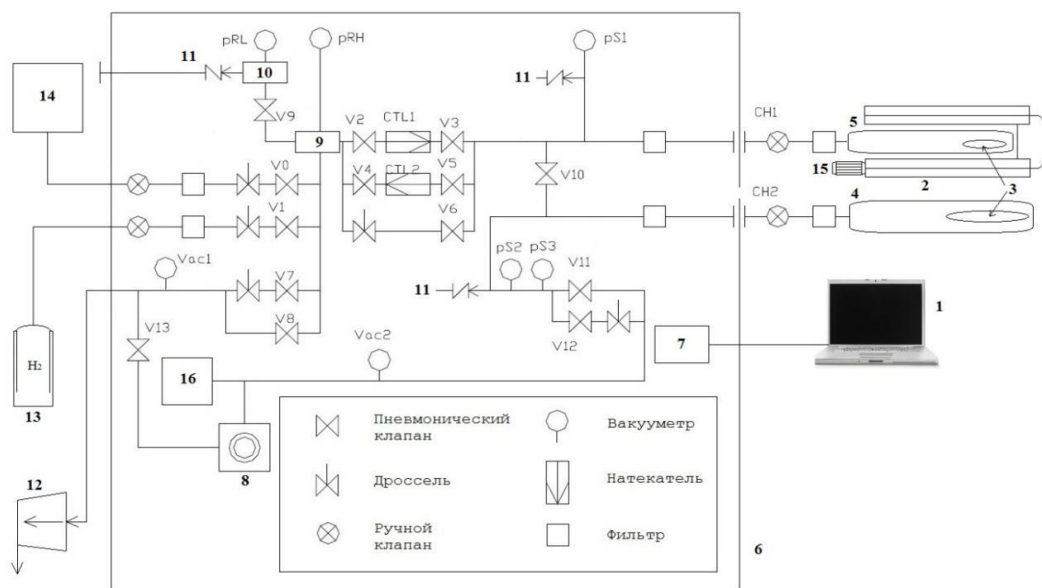 pRL
pRH
pS1
11
10
11
14
V9
V2
CTL1
V3
CH1
5
9
V0
V4
CTL2
V5
V10
15
2
3
4
V1
V6
CH2
Vac1
V7
pS2
pS3
V11
11
V13
V8
V12
1
Vac2
7
16
H2
13
8
12
6
Пневмонический
клапан
Вакууметр
Дроссель
Натекатель
Ручной
клапан
Фильтр